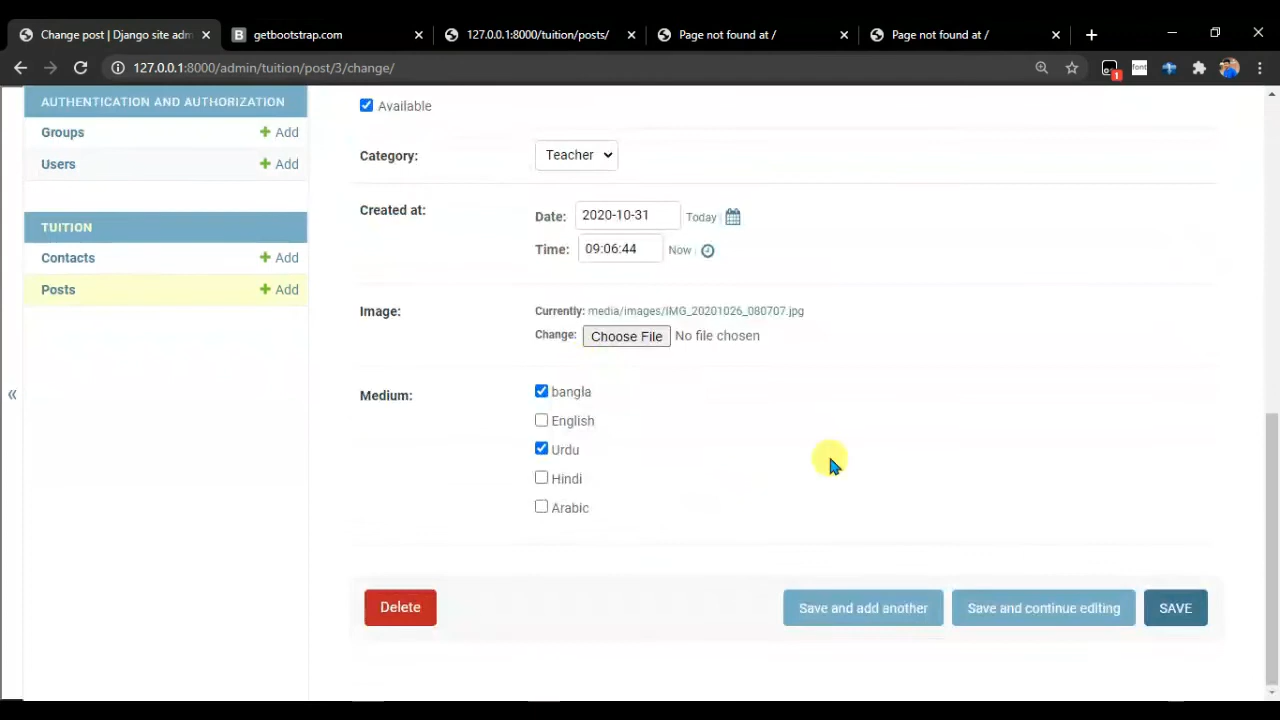 Change post | Django site adm
getbootstrap.com
127.0.0.1:8000/tuition/posts/
Page not found at /
Page not found at /
127.0.0.1:8000/admin/tuition/post/3/change/
1
font
AUTHENTICATION AND AUTHORIZATION
Groups
Add
Users
Add
TUITION
Contacts
Add
Posts
Add
Available
Category:
Teacher
Created at:
Date: 2020-10-31 Today
Time: 09:06:44 Now
Image:
Currently: media/images/IMG_20201026_080707.jpg
Change: Choose File No file chosen
Medium:
bangla
English
Urdu
Hindi
Arabic
Delete
Save and add another
Save and continue editing
SAVE